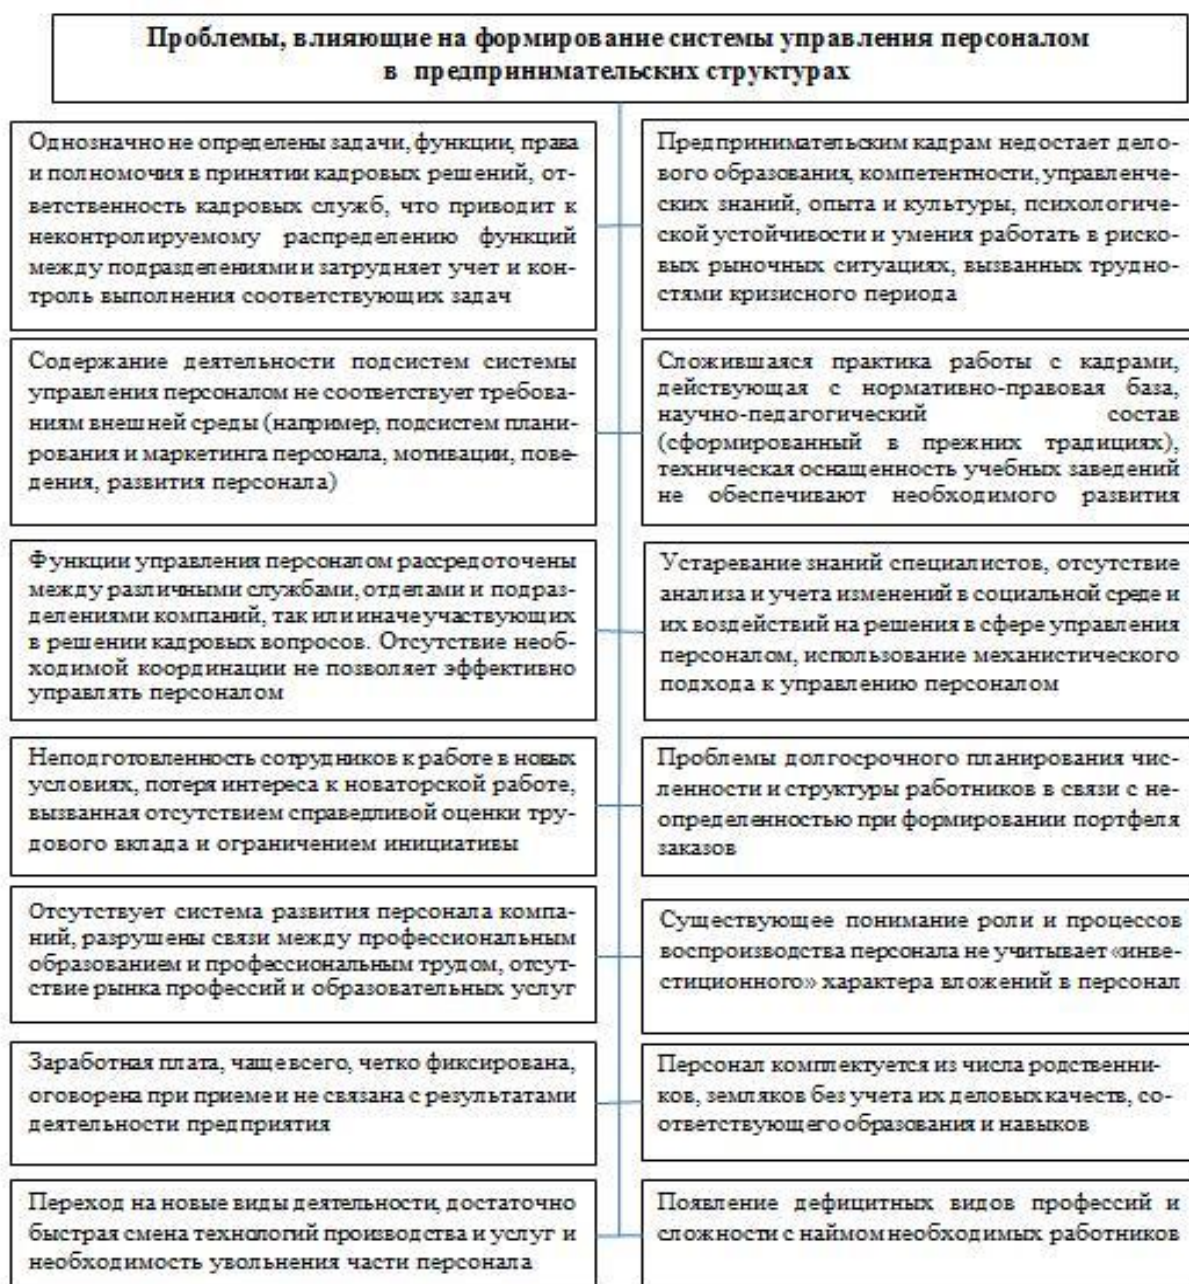 Проблемы, влияющие на формирование системы управления персоналом
в предпринимательских структурах
Однозначно не определены задачи, функции, права
и полномочия в принятии кадровых решений, от-
ветственность кадровых служб, что приводит к
неконтролируемому распределению функций
между подразделениями и затрудняет учет и кон-
троль выполнения соответствующих задач
Предпринимательским кадрам недостает дело-
вого образования, компетентности, управленче-
ских знаний, опыта и культуры, психологиче-
ской устойчивости и умения работать в риско-
вых рыночных ситуациях, вызванных трудно-
стями кризисного периода
Содержание деятельности подсистем системы
управления персоналом не соответствует требова-
ниям внешней среды (например, подсистем плани-
рования и маркетинга персонала, мотивации, пове-
дения, развития персонала)
Сложившаяся практика работы с кадрами,
действующая с нормативно-правовая база,
научно-педагогический состав
(сформированный в прежних традициях),
техническая оснащенность учебных заведений
не обеспечивают необходимого развития
Функции управления персоналом рассредоточены
между различными службами, отделами и подраз-
делениями компаний, так или иначе участвующих
в решении кадровых вопросов. Отсутствие необ-
ходимой координации не позволяет эффективно
управлять персоналом
Устаревание знаний специалистов, отсутствие
анализа и учета изменений в социальной среде и
их воздействий на решения в сфере управления
персоналом, использование механистического
подхода к управлению персоналом
Неподготовленность сотрудников к работе в новых
условиях, потеря интереса к новаторской работе,
вызванная отсутствием справедливой оценки тру-
дового вклада и ограничением инициативы
Проблемы долгосрочного планирования чис-
ленности и структуры работников в связи с не-
определенностью при формировании портфеля
заказов
Отсутствует система развития персонала компа-
ний, разрушены связи между профессиональным
образованием и профессиональным трудом, отсут-
ствие рынка профессий и образовательных услуг
Существующее понимание роли и процессов
воспроизводства персонала не учитывает «инве-
стиционного» характера вложений в персонал
Заработная плата, чаще всего, четко фиксирована,
оговорена при приеме и не связана с результатами
деятельности предприятия
Персонал комплектуется из числа родственни-
ков, земляков без учета их деловых качеств, со-
ответствующего образования и навыков
Переход на новые виды деятельности, достаточно
быстрая смена технологий производства и услуг и
необходимость увольнения части персонала
Появление дефицитных видов профессий и
сложности с наймом необходимых работников